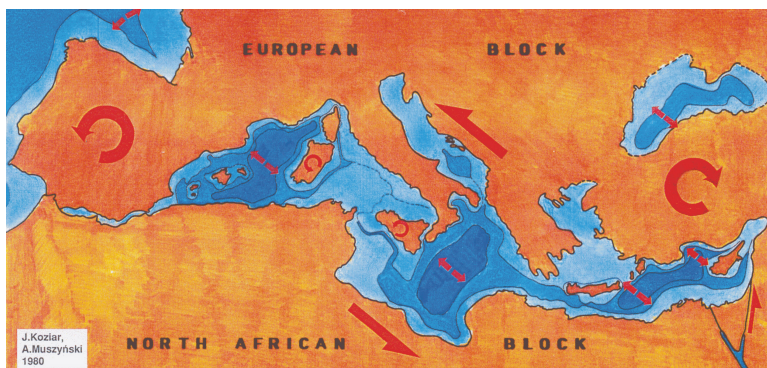 EUROPEAN BLOCK
NORTH AFRICAN BLOCK
J.Koziar,
A.Muszyński
1980